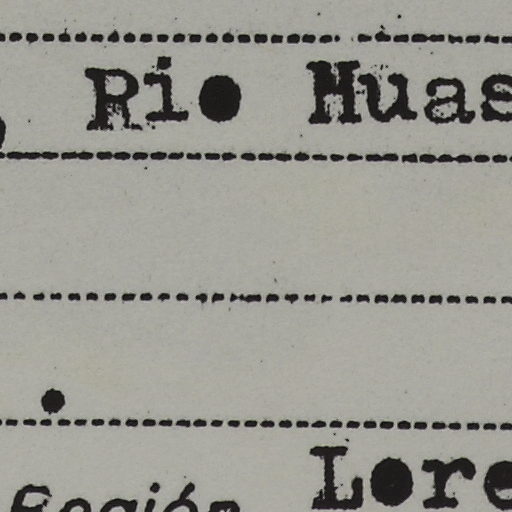 Rio Huas
.
Región Lore